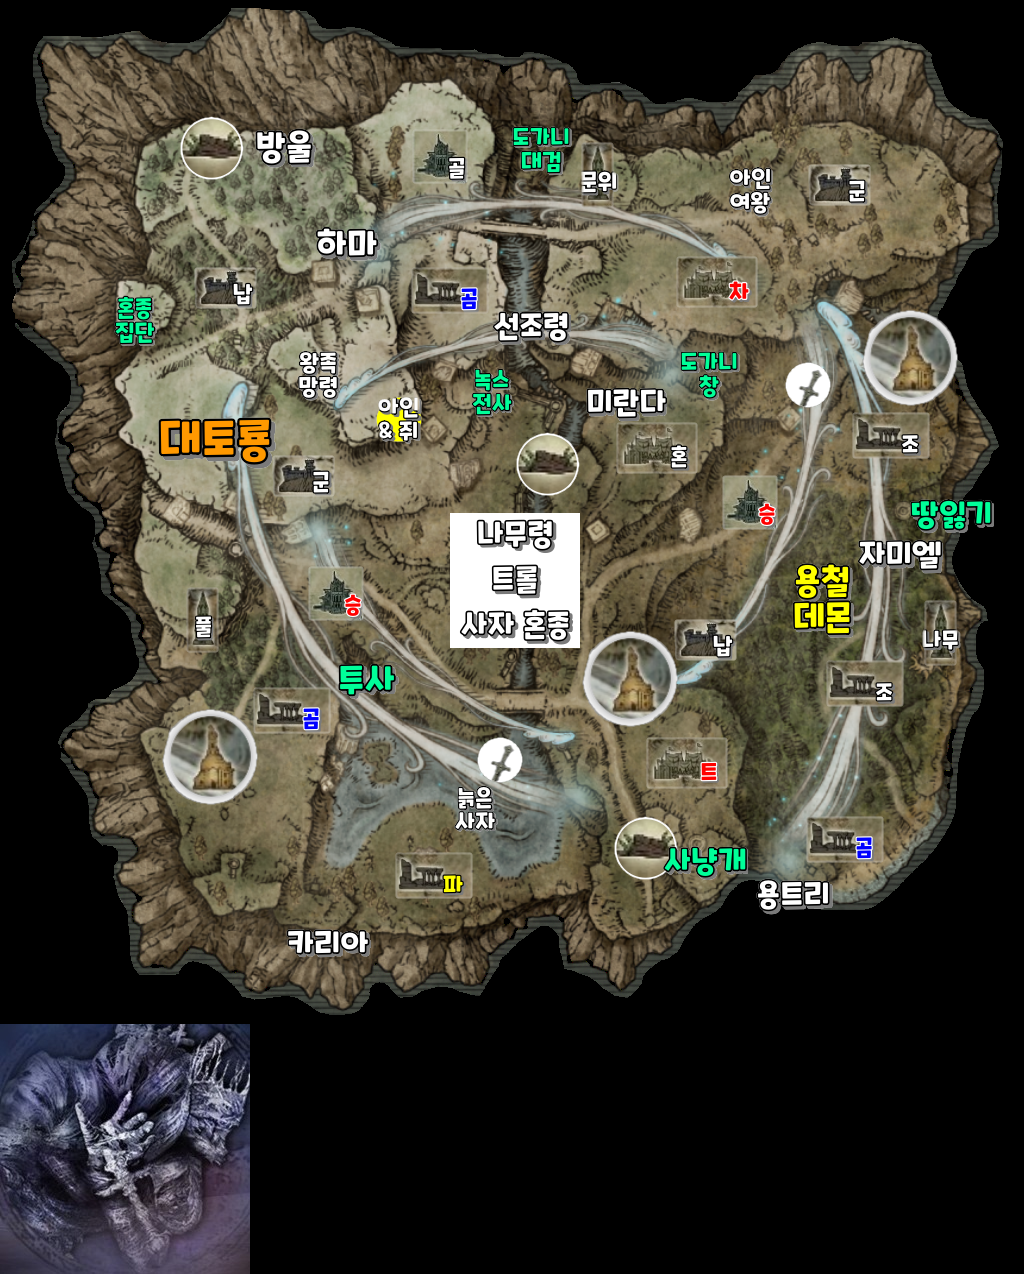 방울
골
도가니
대검
문위
아인
여왕
군
하마
납
곰
차
혼종
집단
선조령
왕족
망령
녹스
전사
도가니
창
미란다
아인
& 쥐
대토룡
조
혼
군
승
땅잃기
나무령
트롤
사자 혼종
자미엘
용철
데몬
승
풀
납
나무
투사
조
곰
트
늙은
사자
곰
사냥개
파
용트리
카리아